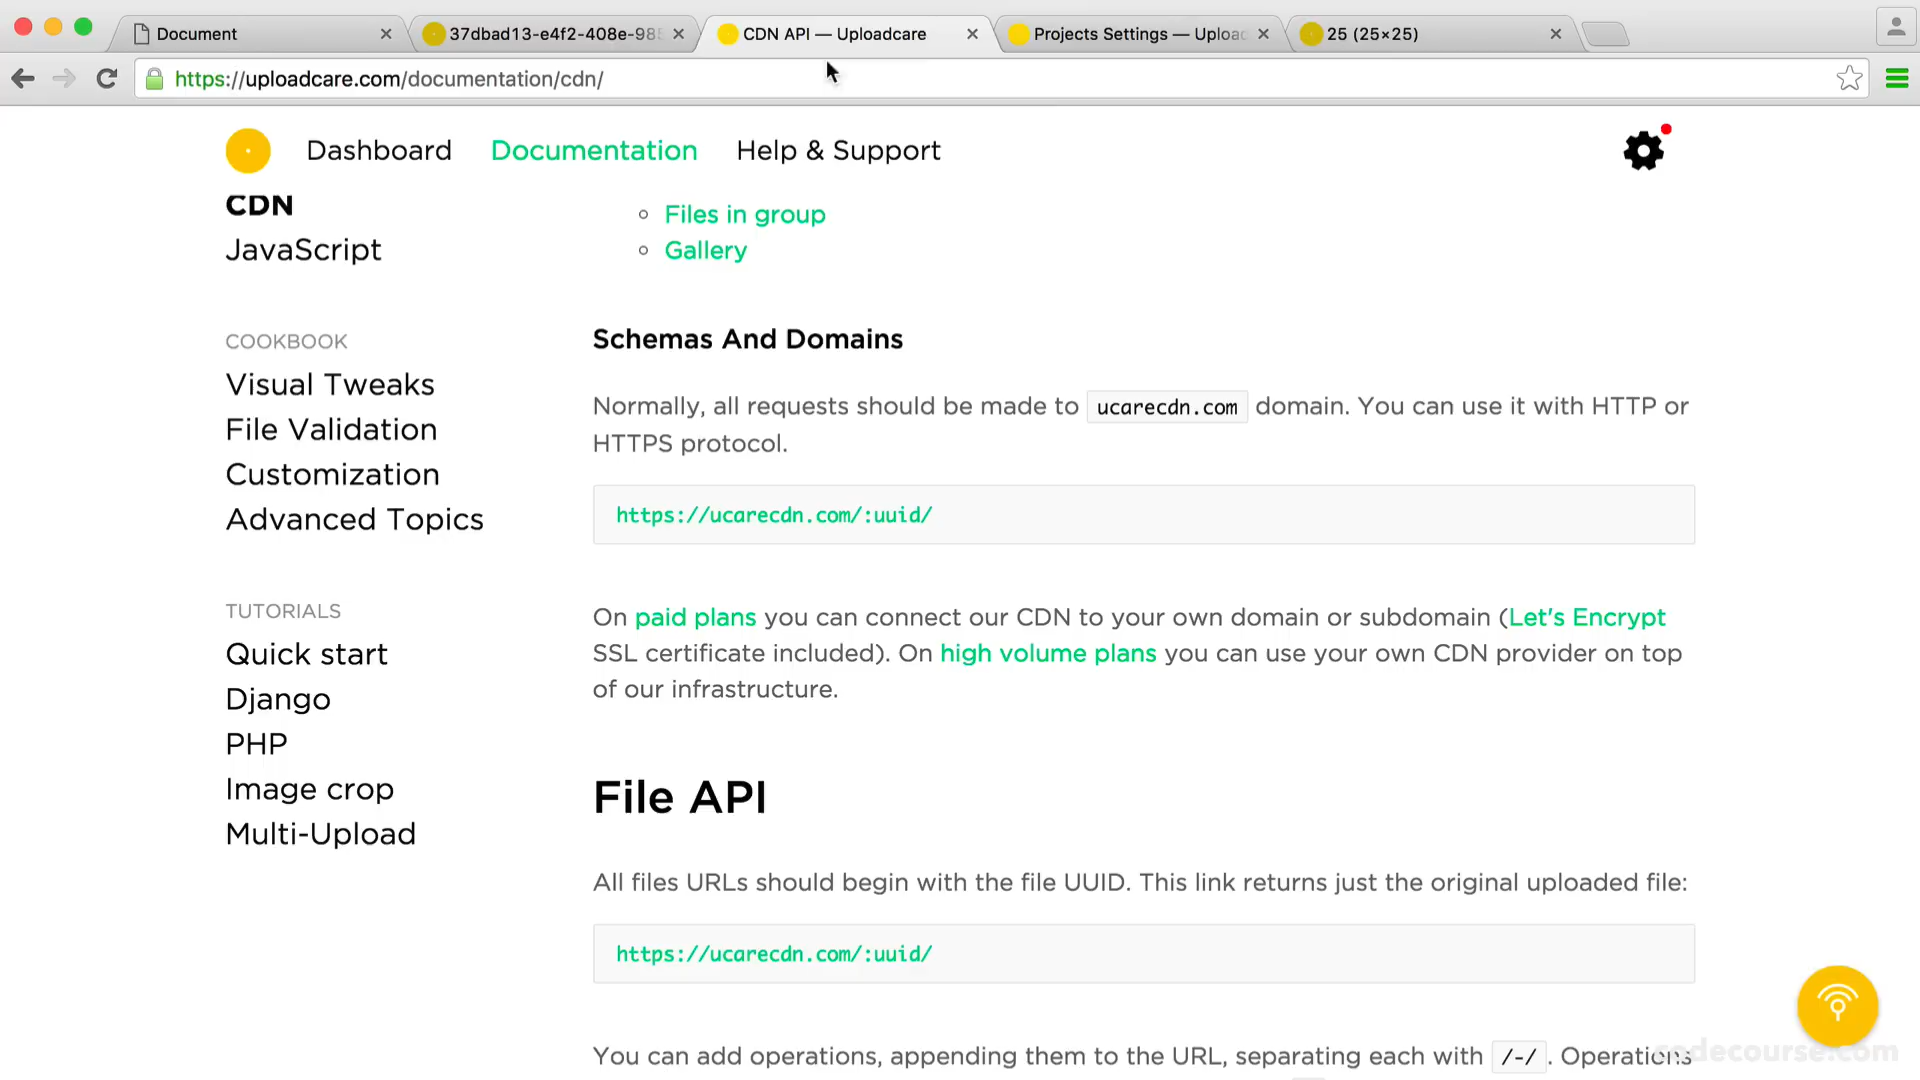 Document
37dbad13-e4f2-408e-985
CDN API — Uploadcare
Projects Settings — Uploa
25 (25×25)
https://uploadcare.com/documentation/cdn/
Dashboard
Documentation
Help & Support
CDN
JavaScript
COOKBOOK
Visual Tweaks
File Validation
Customization
Advanced Topics
TUTORIALS
Quick start
Django
PHP
Image crop
Multi-Upload
Files in group
Gallery
Schemas And Domains
Normally, all requests should be made to ucarecdn.com domain. You can use it with HTTP or
HTTPS protocol.
https://ucarecdn.com/:uuid/
On paid plans you can connect our CDN to your own domain or subdomain (Let's Encrypt
SSL certificate included). On high volume plans you can use your own CDN provider on top
of our infrastructure.
File API
All files URLs should begin with the file UUID. This link returns just the original uploaded file:
https://ucarecdn.com/:uuid/
You can add operations, appending them to the URL, separating each with /-/. Operations
codecourse.com